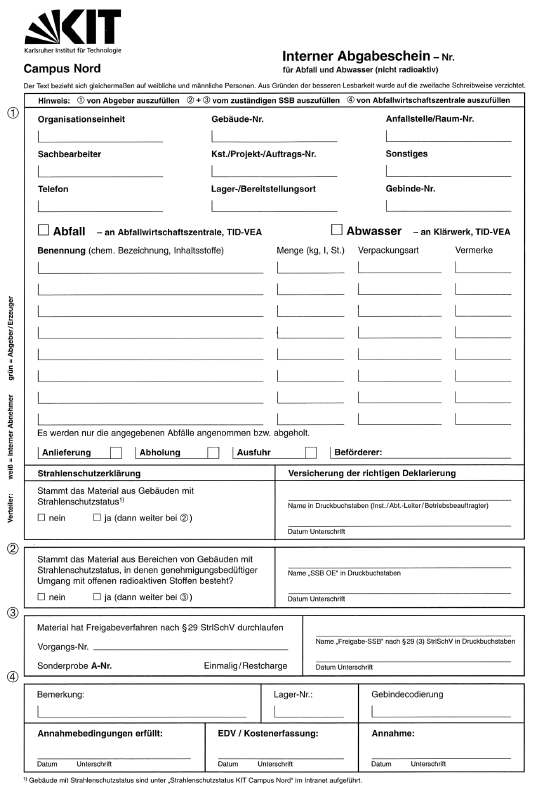 KIT
Karlsruher Institut für Technologie
Campus Nord
Interner Abgabeschein – Nr.
für Abfall und Abwasser (nicht radioaktiv)
Der Text bezieht sich gleichermaßen auf weibliche und männliche Personen. Aus Gründen der besseren Lesbarkeit wurde auf die zweifache Schreibweise verzichtet.
Hinweis: ① von Abgeber auszufüllen ② + ③ vom zuständigen SSB auszufüllen ④ von Abfallwirtschaftszentrale auszufüllen
①
Organisationseinheit Gebäude-Nr. Anfallstelle/Raum-Nr.
Sachbearbeiter Kst./Projekt-/Auftrags-Nr. Sonstiges
Telefon Lager-/Bereitstellungsort Gebinde-Nr.
Abfall – an Abfallwirtschaftszentrale, TID-VEA Abwasser – an Klärwerk, TID-VEA
Benennung (chem. Bezeichnung, Inhaltsstoffe) Menge (kg, l, St.) Verpackungsart Vermerke
Es werden nur die angegebenen Abfälle angenommen bzw. abgeholt.
Anlieferung Abholung Ausfuhr Beförderer:
Verteiler: weiß = Interner Abnehmer grün = Abgeber/Erzeuger
Strahlenschutzerklärung Versicherung der richtigen Deklarierung
Stammt das Material aus Gebäuden mit
Strahlenschutzstatus¹⁾
Name in Druckbuchstaben (Inst./Abt.-Leiter/Betriebsbeauftragter)
nein ja (dann weiter bei ②)
Datum Unterschrift
②
Stammt das Material aus Bereichen von Gebäuden mit
Strahlenschutzstatus, in denen genehmigungsbedüftiger
Umgang mit offenen radioaktiven Stoffen besteht?
Name „SSB OE" in Druckbuchstaben
nein ja (dann weiter bei ③)
Datum Unterschrift
③
Material hat Freigabeverfahren nach §29 StrlSchV durchlaufen
Name „Freigabe-SSB" nach §29 (3) StrlSchV in Druckbuchstaben
Vorgangs-Nr.
Sonderprobe A-Nr. Einmalig/Restcharge
Datum Unterschrift
④
Bemerkung: Lager-Nr.: Gebindecodierung
Annahmebedingungen erfüllt: EDV / Kostenerfassung: Annahme:
Datum Unterschrift Datum Unterschrift Datum Unterschrift
¹⁾ Gebäude mit Strahlenschutzstatus sind unter „Strahlenschutzstatus KIT Campus Nord" im Intranet aufgeführt.